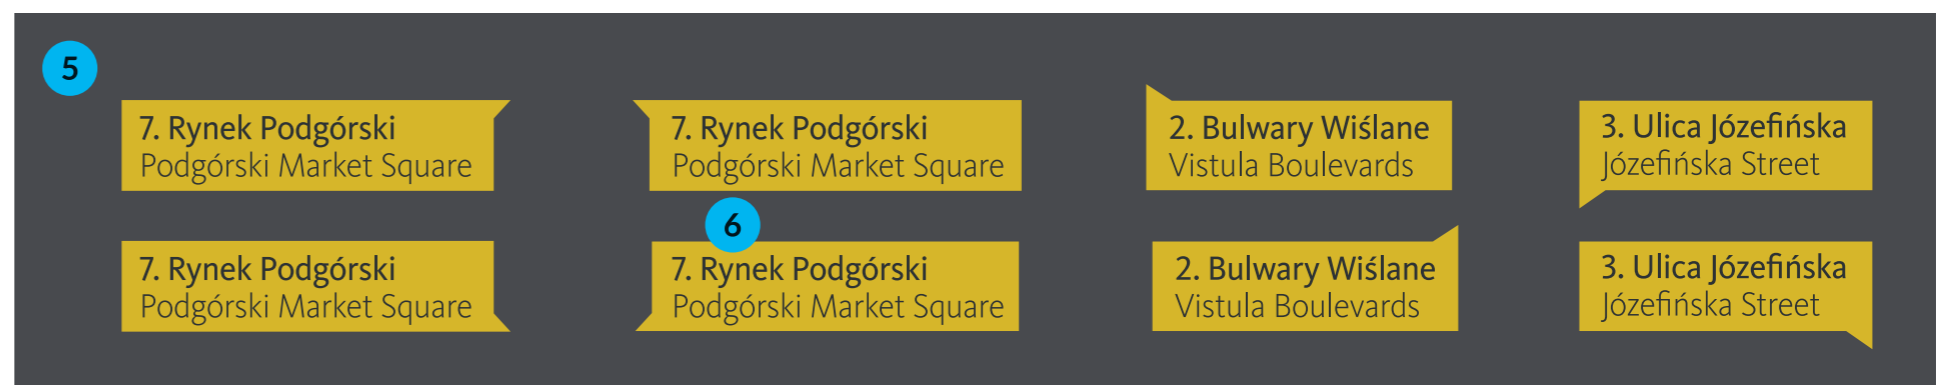 5
7. Rynek Podgórski
Podgórski Market Square
7. Rynek Podgórski
Podgórski Market Square
2. Bulwary Wiślane
Vistula Boulevards
3. Ulica Józefińska
Józefińska Street
6
7. Rynek Podgórski
Podgórski Market Square
7. Rynek Podgórski
Podgórski Market Square
2. Bulwary Wiślane
Vistula Boulevards
3. Ulica Józefińska
Józefińska Street